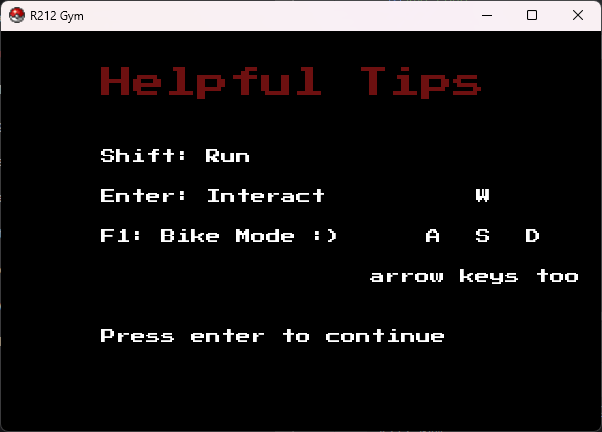 R212 Gym
Helpful Tips
Shift: Run
Enter: Interact
W
F1: Bike Mode :)
A S D
arrow keys too
Press enter to continue